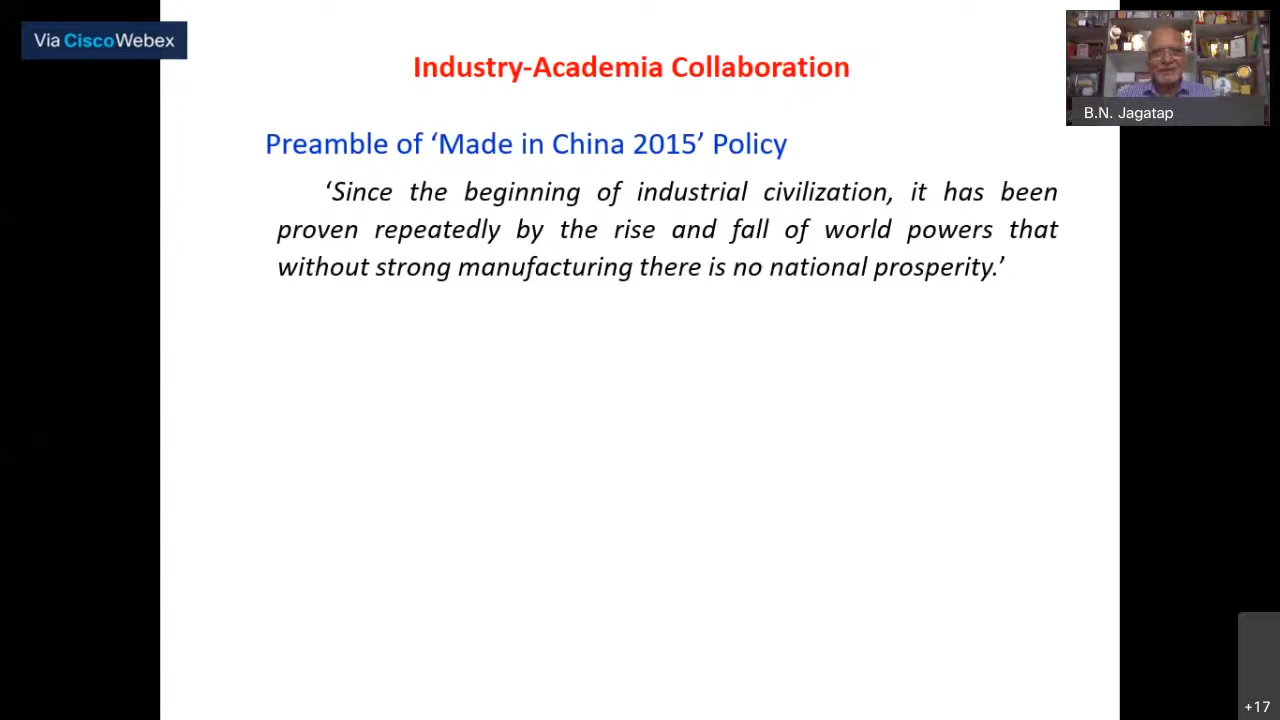 Via CiscoWebex
Industry-Academia Collaboration
B.N. Jagatap
Preamble of ‘Made in China 2015’ Policy
‘Since the beginning of industrial civilization, it has been
proven repeatedly by the rise and fall of world powers that
without strong manufacturing there is no national prosperity.’
+17